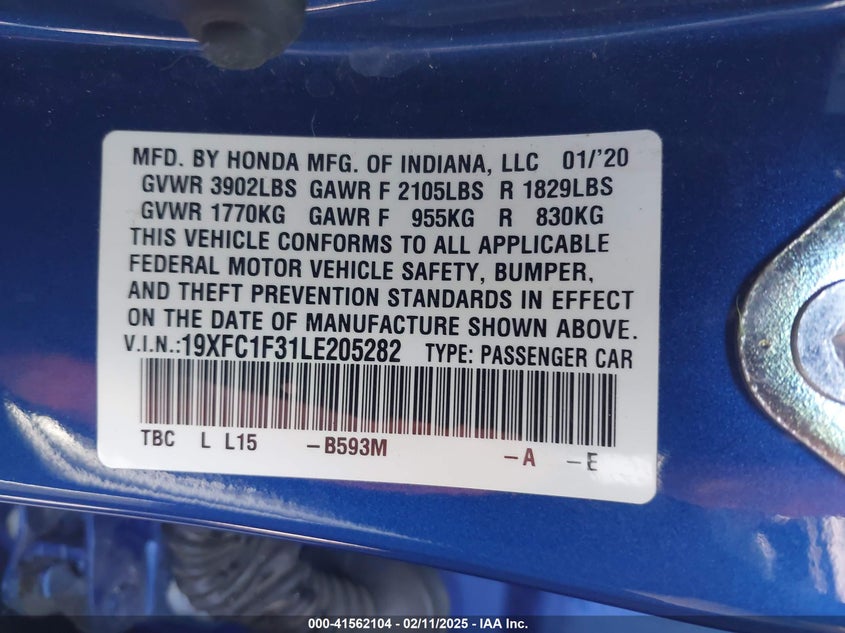 MFD. BY HONDA MFG. OF INDIANA, LLC 01/'20
GVWR 3902LBS GAWR F 2105LBS R 1829LBS
GVWR 1770KG GAWR F 955KG R 830KG
THIS VEHICLE CONFORMS TO ALL APPLICABLE
FEDERAL MOTOR VEHICLE SAFETY, BUMPER,
AND THEFT PREVENTION STANDARDS IN EFFECT
ON THE DATE OF MANUFACTURE SHOWN ABOVE.
V.I.N.:19XFC1F31LE205282 TYPE: PASSENGER CAR
TBC L L15 –B593M –A –E
000-41562104 - 02/11/2025 - IAA Inc.